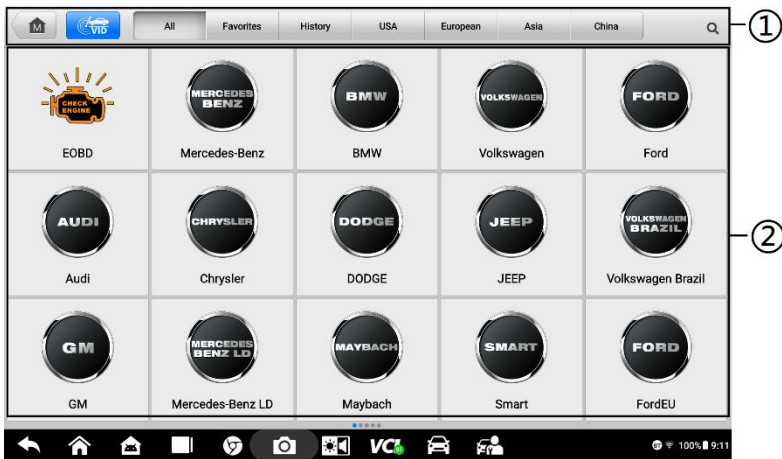 M
VID
All
Favorites
History
USA
European
Asia
China
①
CHECK
ENGINE
MERCEDES
BENZ
BMW
VOLKSWAGEN
FORD
EOBD
Mercedes-Benz
BMW
Volkswagen
Ford
AUDI
CHRYSLER
DODGE
JEEP
VOLKSWAGEN
BRAZIL
②
Audi
Chrysler
DODGE
JEEP
Volkswagen Brazil
GM
MERCEDES
BENZ LD
MAYBACH
SMART
FORD
GM
Mercedes-Benz LD
Maybach
Smart
FordEU
VCI
100% 9:11